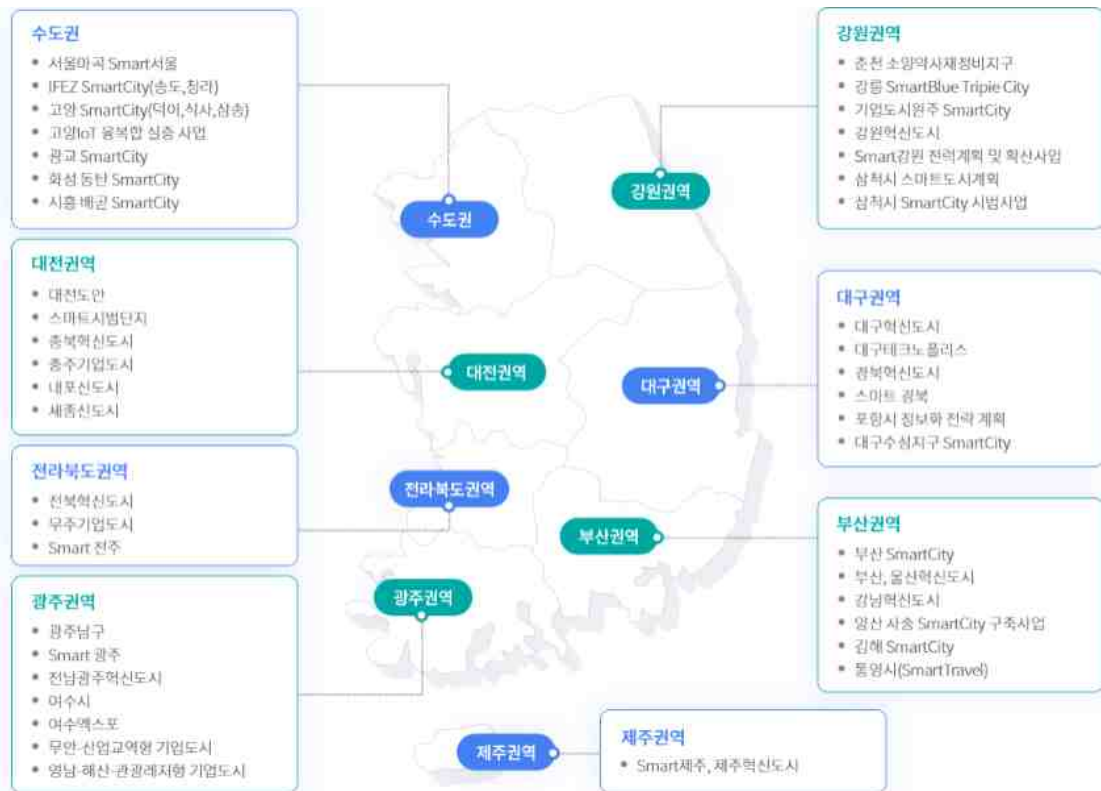 수도권
서울마곡 Smart서울
IFEZ SmartCity(송도,청라)
고양 SmartCity(덕이,식사,삼송)
고양IoT 융복합 실증 사업
광교 SmartCity
화성 동탄 SmartCity
시흥 배곧 SmartCity
대전권역
대전도안
스마트시범단지
충북혁신도시
충주기업도시
내포신도시
세종신도시
전라북도권역
전북혁신도시
무주기업도시
Smart 전주
광주권역
광주남구
Smart 광주
전남광주혁신도시
여수시
여수엑스포
무안-산업교역형 기업도시
영남-해산-관광레저형 기업도시
수도권
강원권역
대전권역
대구권역
전라북도권역
부산권역
광주권역
제주권역
강원권역
춘천 소양약사재정비지구
강릉 SmartBlue Tripie City
기업도시원주 SmartCity
강원혁신도시
Smart강원 전략계획 및 확산사업
삼척시 스마트도시계획
삼척시 SmartCity 시범사업
대구권역
대구혁신도시
대구테크노폴리스
경북혁신도시
스마트 경북
포항시 정보화 전략 계획
대구수성지구 SmartCity
부산권역
부산 SmartCity
부산, 울산혁신도시
강남혁신도시
양산 사송 SmartCity 구축사업
김해 SmartCity
통영시(SmartTravel)
제주권역
Smart제주, 제주혁신도시